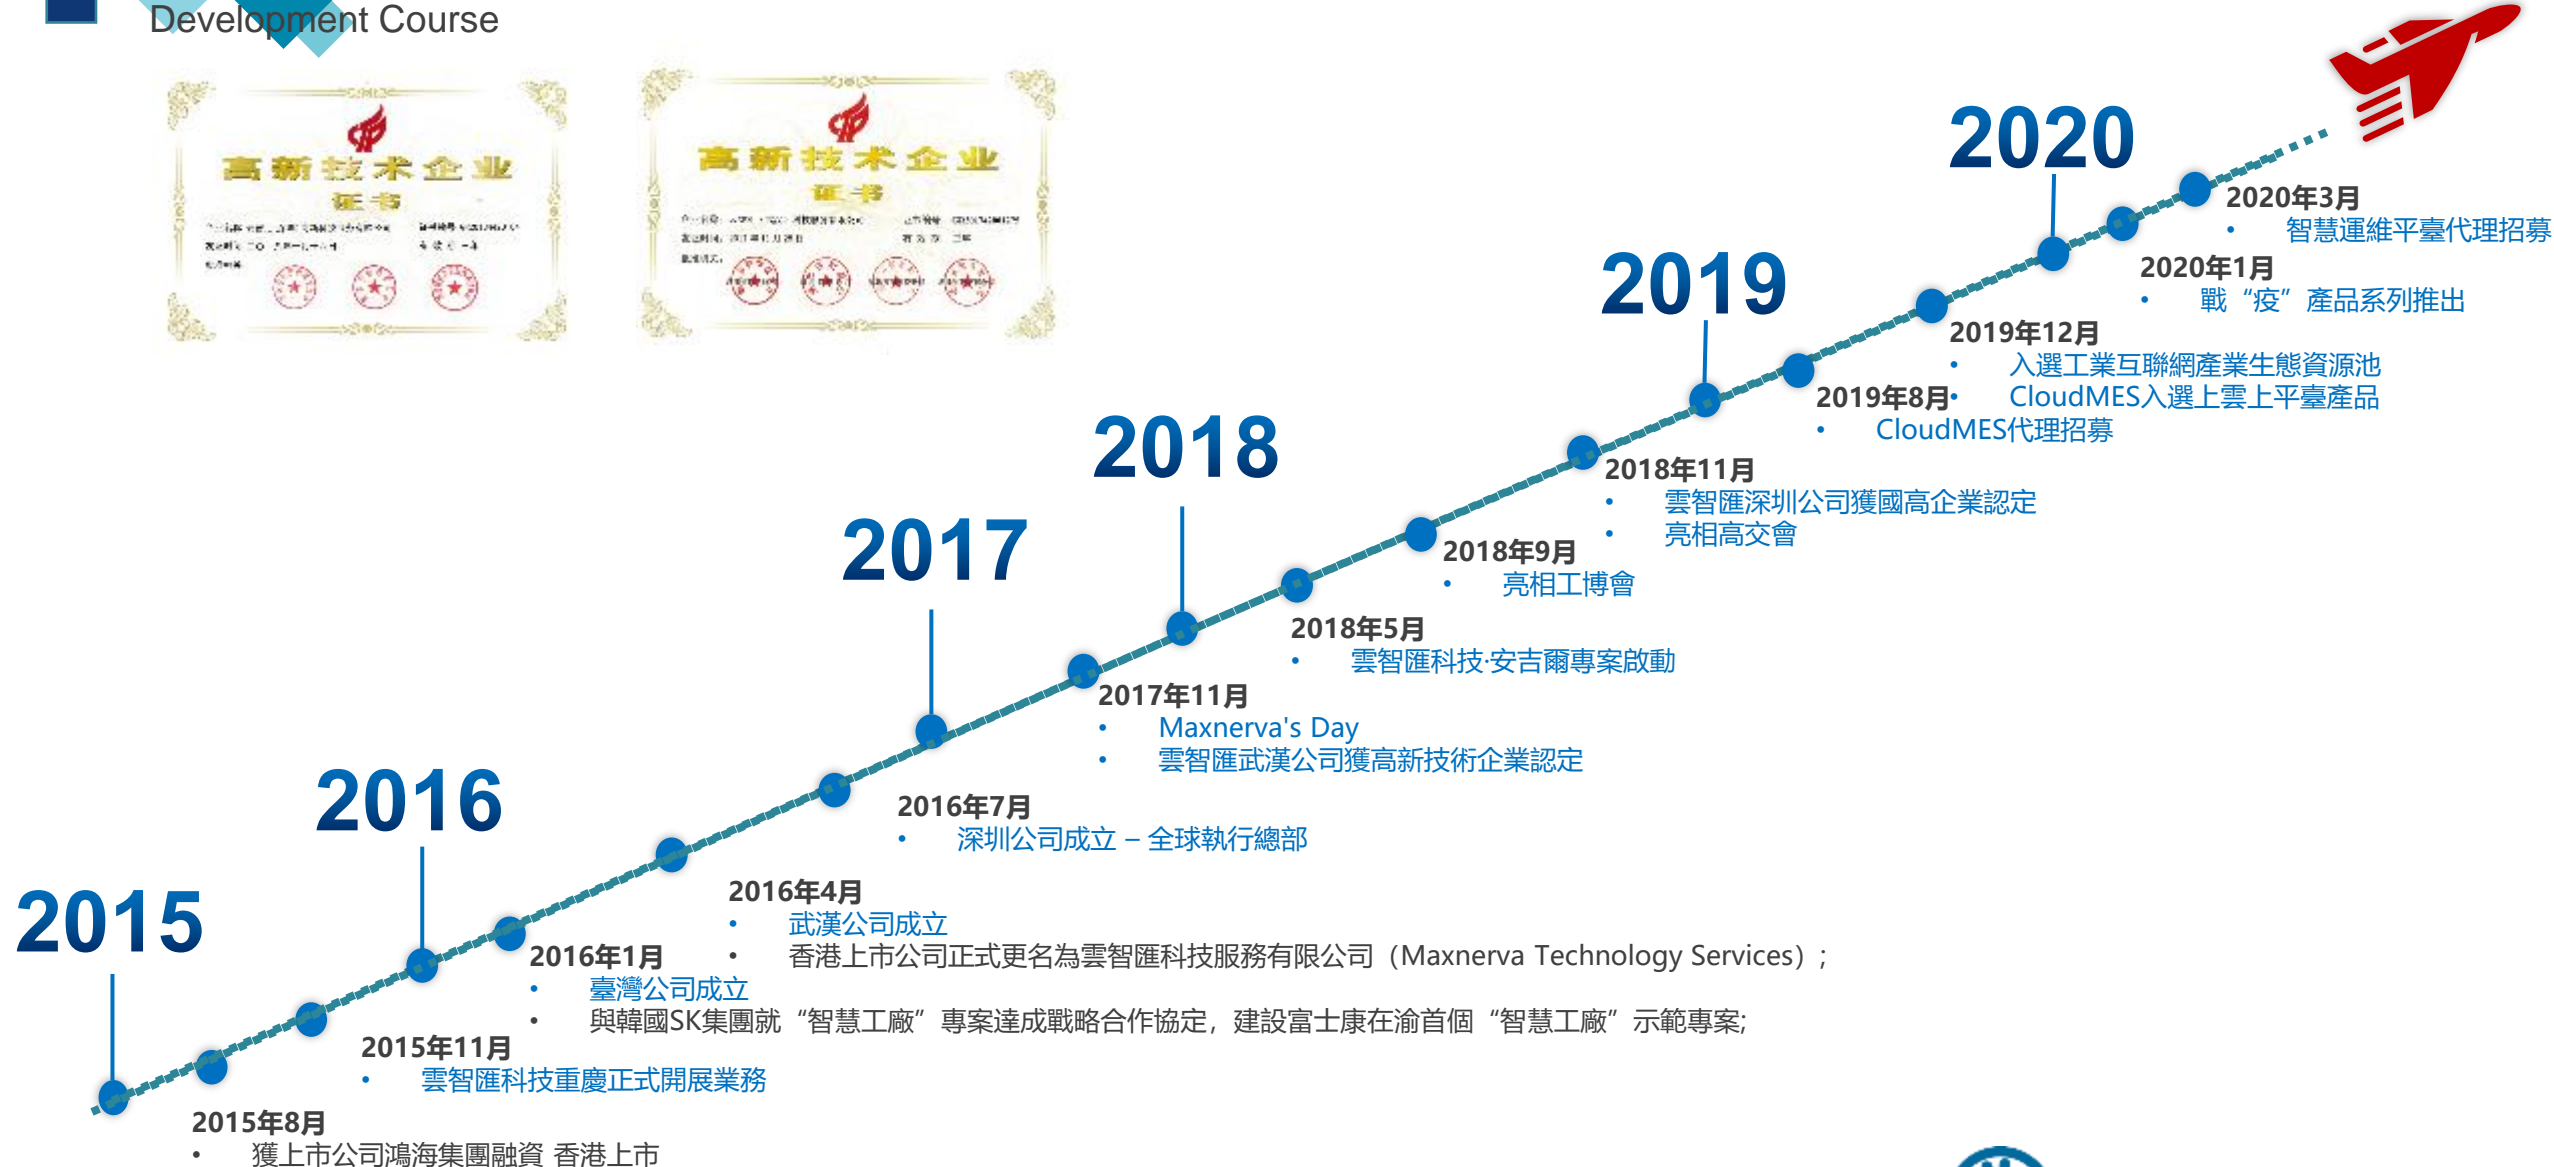 Development Course
高新技术企业
证书
高新技术企业
证书
2020
2020年3月
• 智慧運維平臺代理招募
2020年1月
• 戰“疫”產品系列推出
2019
2019年12月
• 入選工業互聯網產業生態資源池
• CloudMES入選上雲上平臺產品
2019年8月
• CloudMES代理招募
2018
2018年11月
• 雲智匯深圳公司獲國高企業認定
• 亮相高交會
2018年9月
• 亮相工博會
2018年5月
• 雲智匯科技·安吉爾專案啟動
2017
2017年11月
• Maxnerva's Day
• 雲智匯武漢公司獲高新技術企業認定
2016
2016年7月
• 深圳公司成立 – 全球執行總部
2016年4月
• 武漢公司成立
• 香港上市公司正式更名為雲智匯科技服務有限公司（Maxnerva Technology Services）;
2016年1月
• 臺灣公司成立
• 與韓國SK集團就“智慧工廠”專案達成戰略合作協定，建設富士康在渝首個“智慧工廠”示範專案;
2015
2015年11月
• 雲智匯科技重慶正式開展業務
2015年8月
• 獲上市公司鴻海集團融資 香港上市